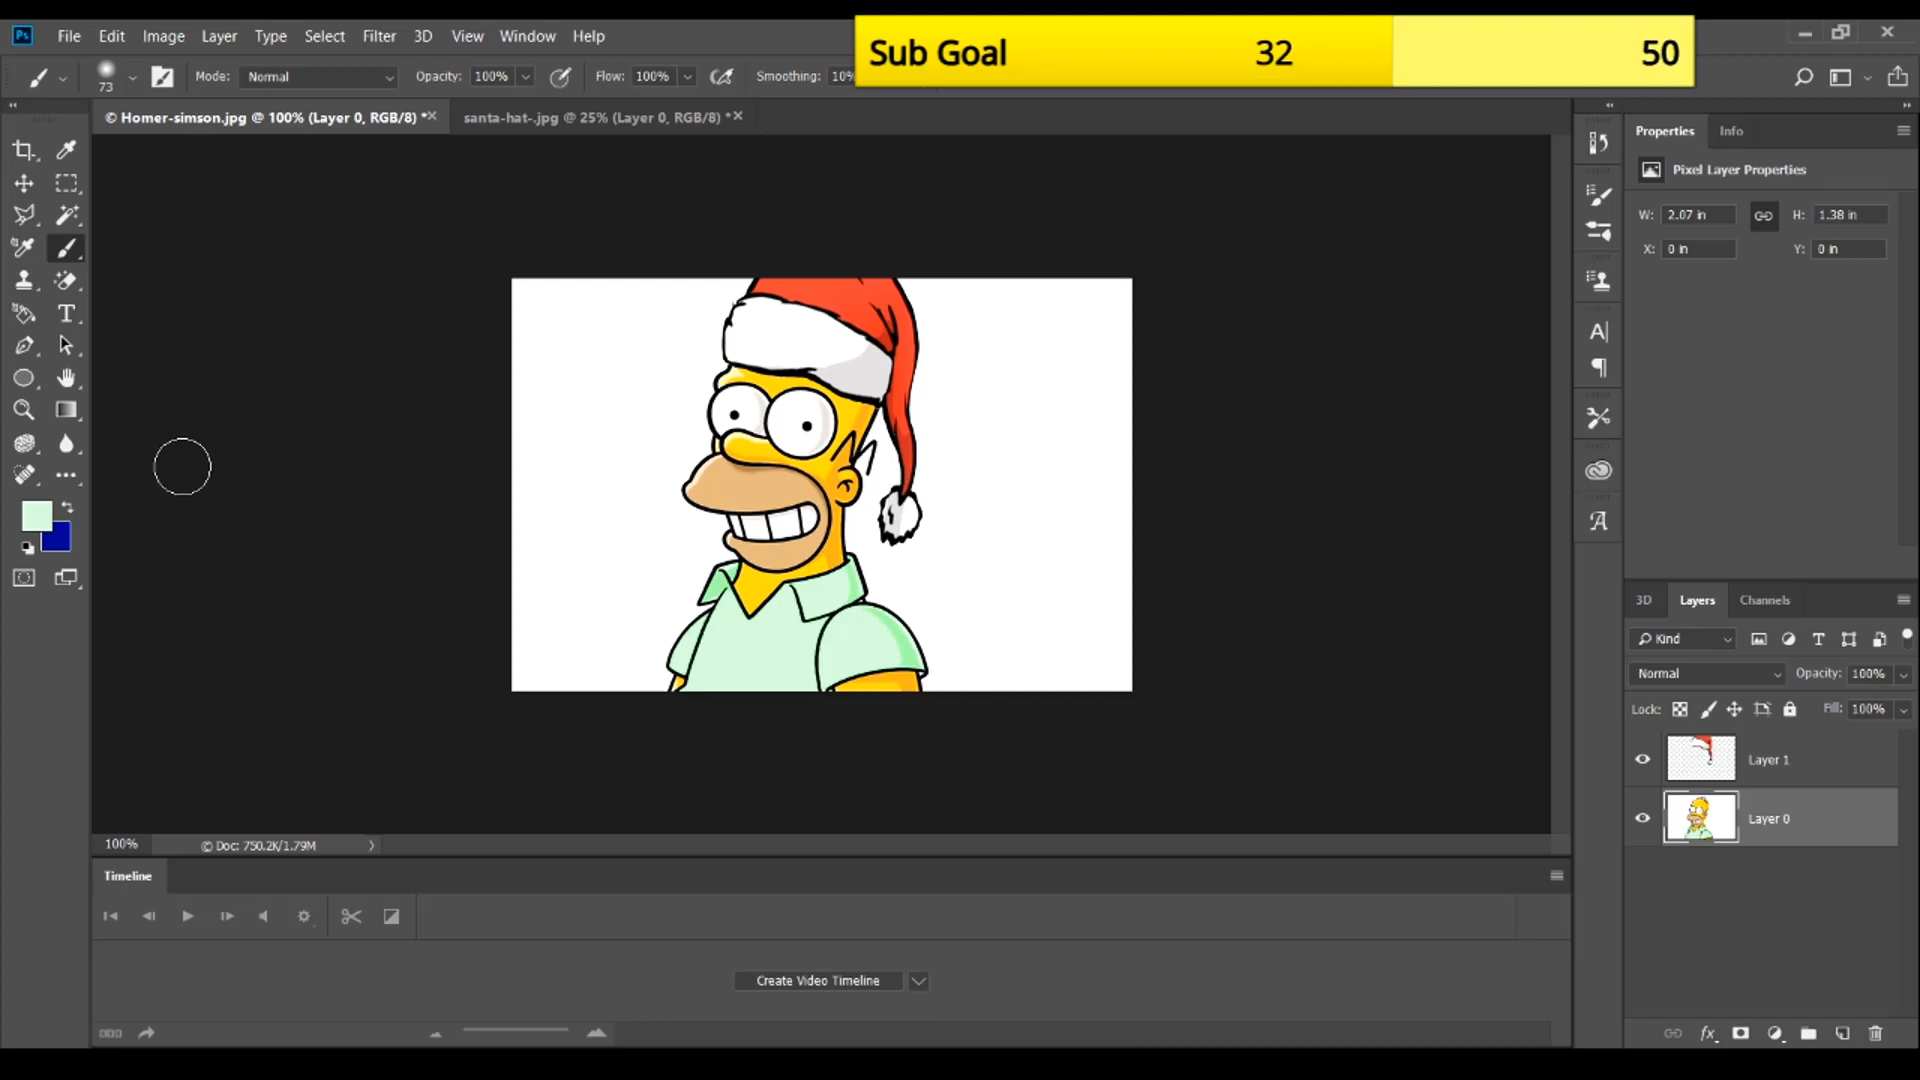 Ps File Edit Image Layer Type Select Filter 3D View Window Help
Sub Goal 32 50
73 Mode: Normal Opacity: 100% Flow: 100% Smoothing: 10%
© Homer-simson.jpg @ 100% (Layer 0, RGB/8) * santa-hat-.jpg @ 25% (Layer 0, RGB/8) *
Properties Info
Pixel Layer Properties
W: 2.07 in H: 1.38 in
X: 0 in Y: 0 in
3D Layers Channels
Kind
Normal Opacity: 100%
Lock: Fill: 100%
Layer 1
Layer 0
100% © Doc: 750.2K/1.79M
Timeline
Create Video Timeline
fx